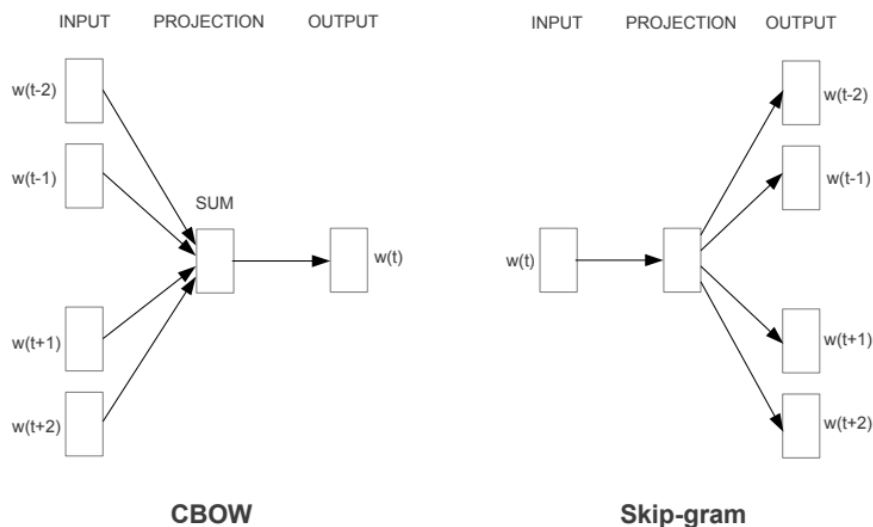 INPUT PROJECTION OUTPUT
w(t-2)
w(t-1)
SUM
w(t)
w(t+1)
w(t+2)
CBOW
INPUT PROJECTION OUTPUT
w(t-2)
w(t-1)
w(t)
w(t+1)
w(t+2)
Skip-gram